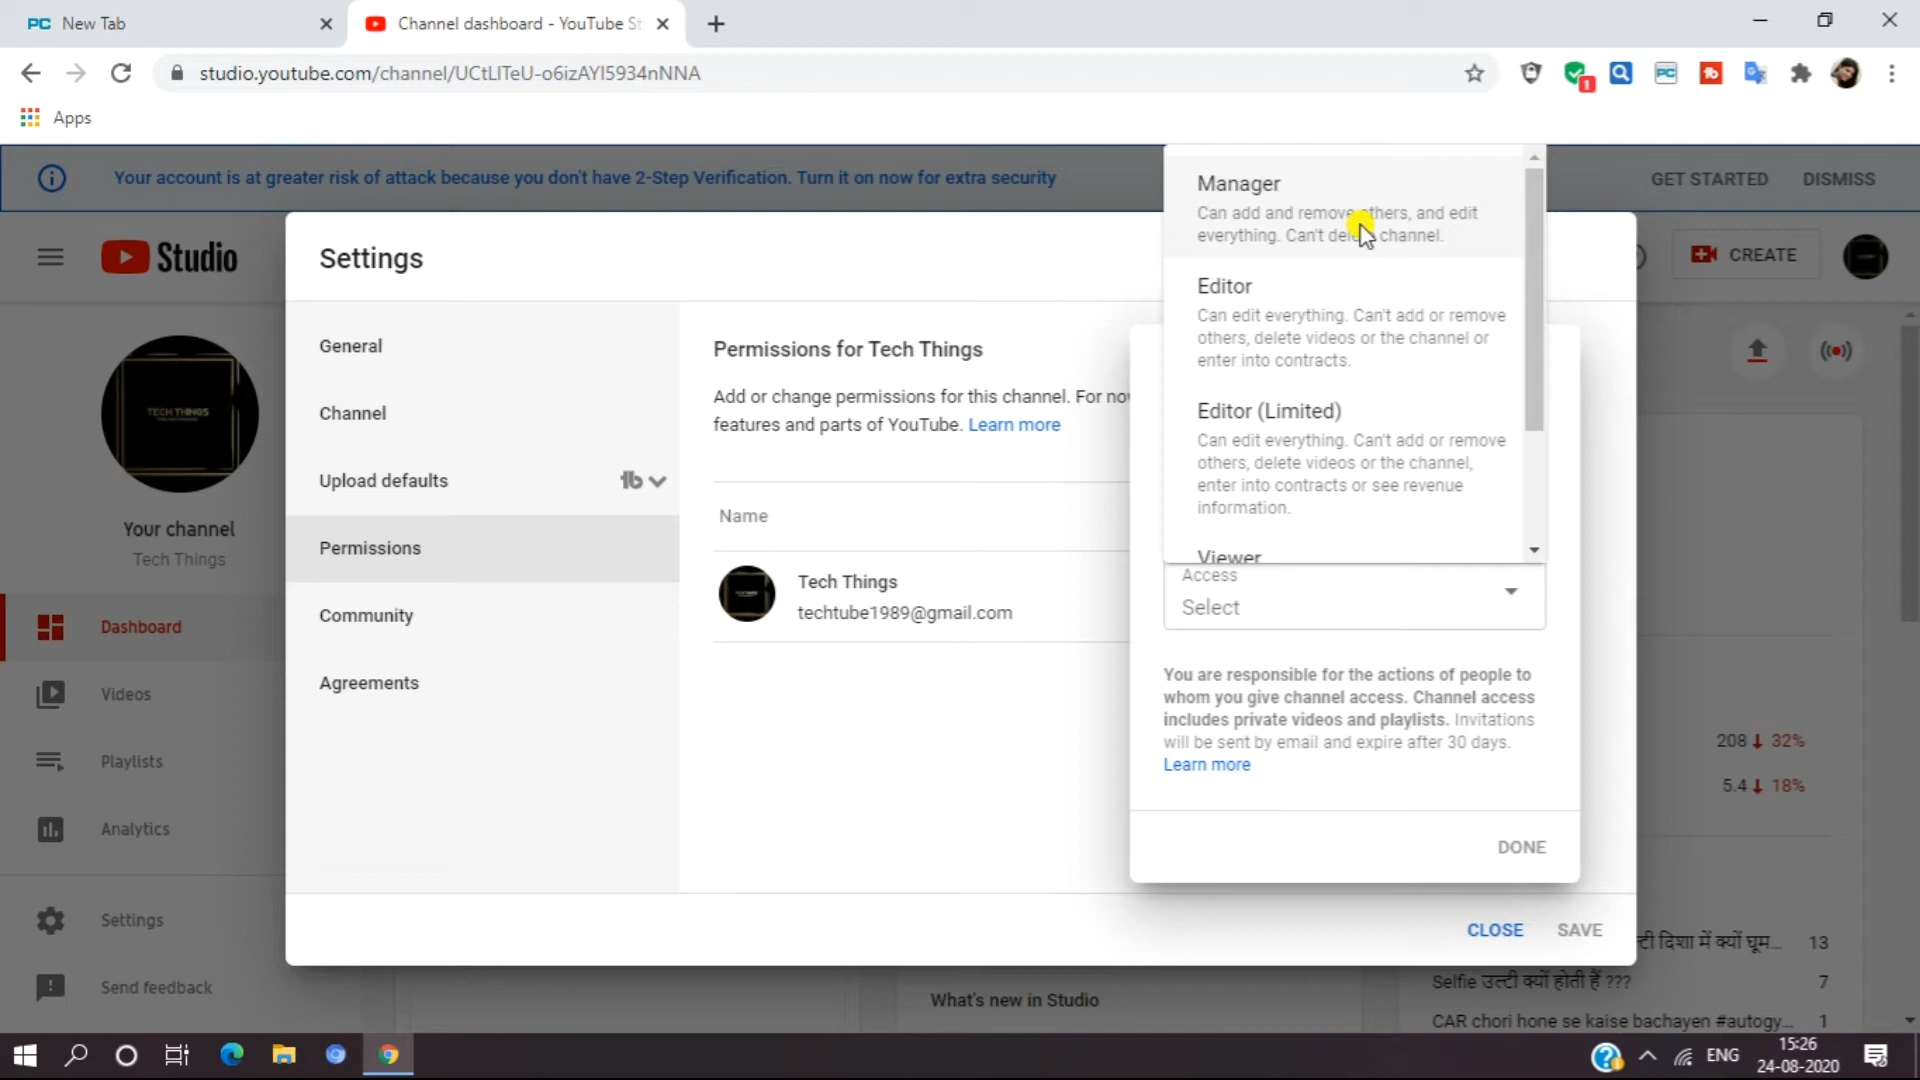 New Tab
Channel dashboard - YouTube St
studio.youtube.com/channel/UCtLlTeU-o6izAYl5934nNNA
Apps
Your account is at greater risk of attack because you don't have 2-Step Verification. Turn it on now for extra security
GET STARTED
DISMISS
Studio
CREATE
Settings
General
Channel
Upload defaults
Permissions
Community
Agreements
Permissions for Tech Things
Add or change permissions for this channel. For now
features and parts of YouTube. Learn more
Name
Tech Things
techtube1989@gmail.com
Manager
Can add and remove others, and edit
everything. Can't delete channel.
Editor
Can edit everything. Can't add or remove
others, delete videos or the channel or
enter into contracts.
Editor (Limited)
Can edit everything. Can't add or remove
others, delete videos or the channel,
enter into contracts or see revenue
information.
Viewer
Access
Select
You are responsible for the actions of people to
whom you give channel access. Channel access
includes private videos and playlists. Invitations
will be sent by email and expire after 30 days.
Learn more
DONE
CLOSE
SAVE
TECH THINGS
Your channel
Tech Things
Dashboard
Videos
Playlists
Analytics
Settings
Send feedback
208 32%
5.4 18%
What's new in Studio
दिशा में क्यों घूम... 13
Selfie उल्टी क्यों होती हैं ??? 7
CAR chori hone se kaise bachayen #autogy... 1
ENG
15:26
24-08-2020